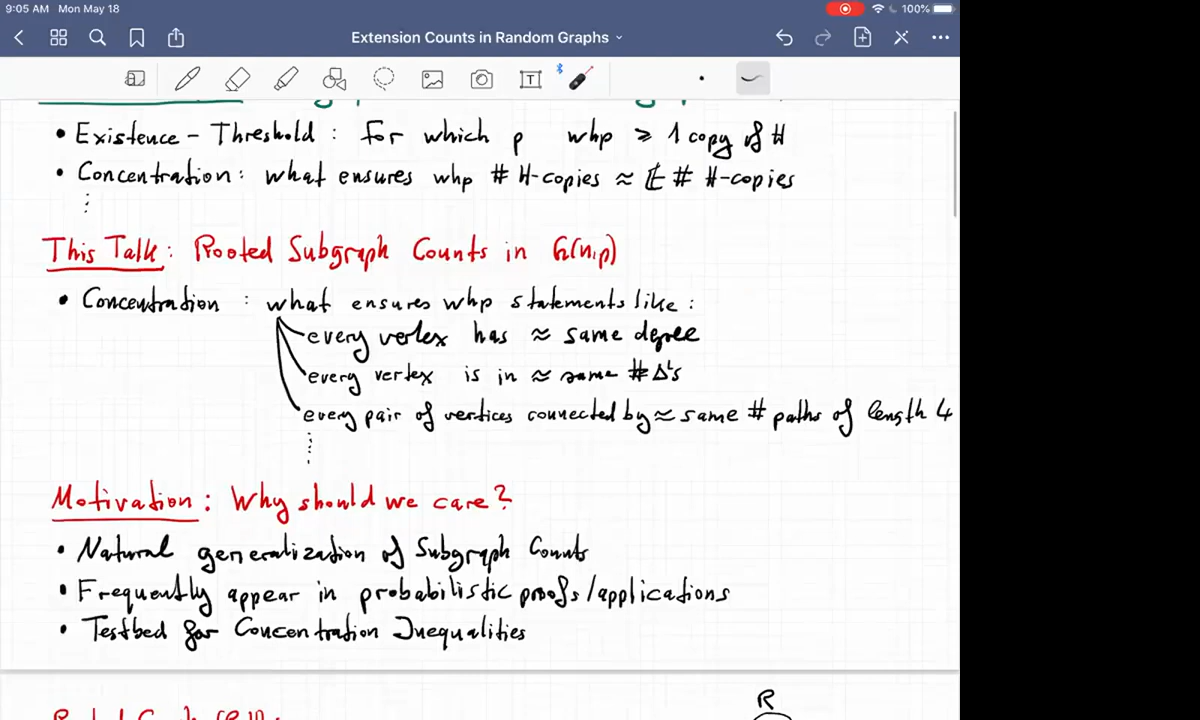 9:05 AM Mon May 18
100%
Extension Counts in Random Graphs
T
• Existence - Threshold : for which p whp ≥ 1 copy of H
• Concentration: what ensures whp # H-copies ≈ E # H-copies
⋮
This Talk: Rooted Subgraph Counts in G(n,p)
• Concentration : what ensures whp statements like :
every vertex has ≈ same degree
every vertex is in ≈ same # Δ's
every pair of vertices connected by ≈ same # paths of length 4
⋮
Motivation: Why should we care?
• Natural generalization of Subgraph Counts
• Frequently appear in probabilistic proofs/applications
• Testbed for Concentration Inequalities
R